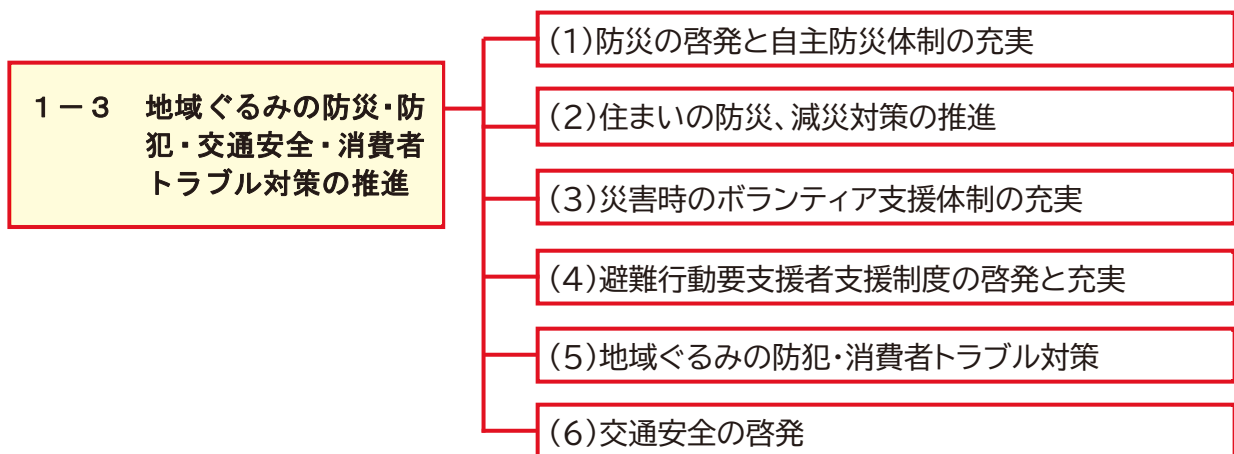 1－3　地域ぐるみの防災・防
犯・交通安全・消費者
トラブル対策の推進
(1)防災の啓発と自主防災体制の充実
(2)住まいの防災、減災対策の推進
(3)災害時のボランティア支援体制の充実
(4)避難行動要支援者支援制度の啓発と充実
(5)地域ぐるみの防犯・消費者トラブル対策
(6)交通安全の啓発